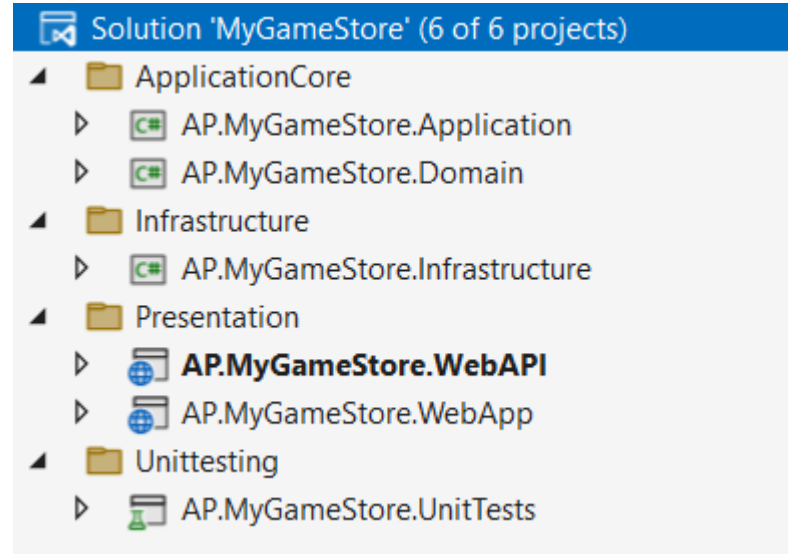 Solution 'MyGameStore' (6 of 6 projects)
ApplicationCore
C# AP.MyGameStore.Application
C# AP.MyGameStore.Domain
Infrastructure
C# AP.MyGameStore.Infrastructure
Presentation
AP.MyGameStore.WebAPI
AP.MyGameStore.WebApp
Unittesting
AP.MyGameStore.UnitTests